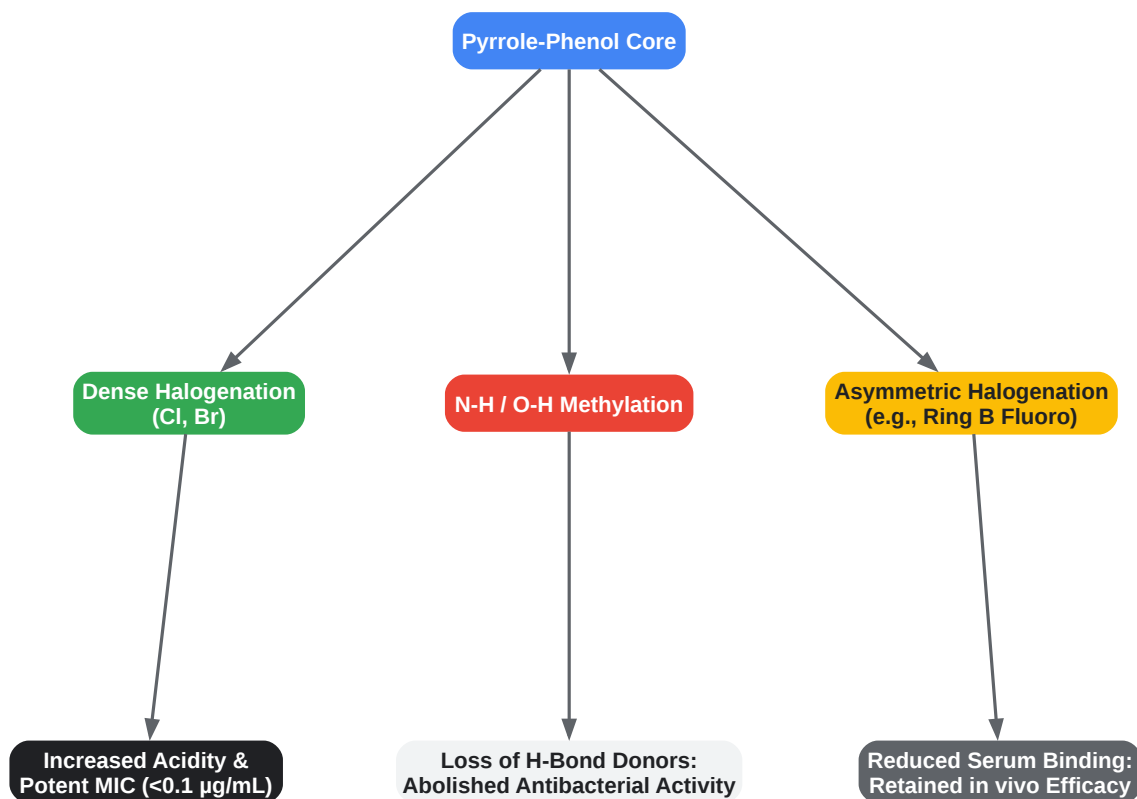 Pyrrole-Phenol Core
Dense Halogenation
(Cl, Br)
N-H / O-H Methylation
Asymmetric Halogenation
(e.g., Ring B Fluoro)
Increased Acidity &
Potent MIC (<0.1 µg/mL)
Loss of H-Bond Donors:
Abolished Antibacterial Activity
Reduced Serum Binding:
Retained in vivo Efficacy